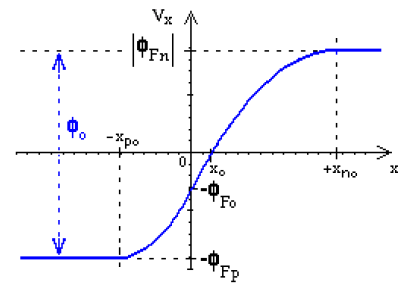 Vx
|ΦFn|
Φo
-xpo
0
xo
+xno
x
-ΦFo
-ΦFp